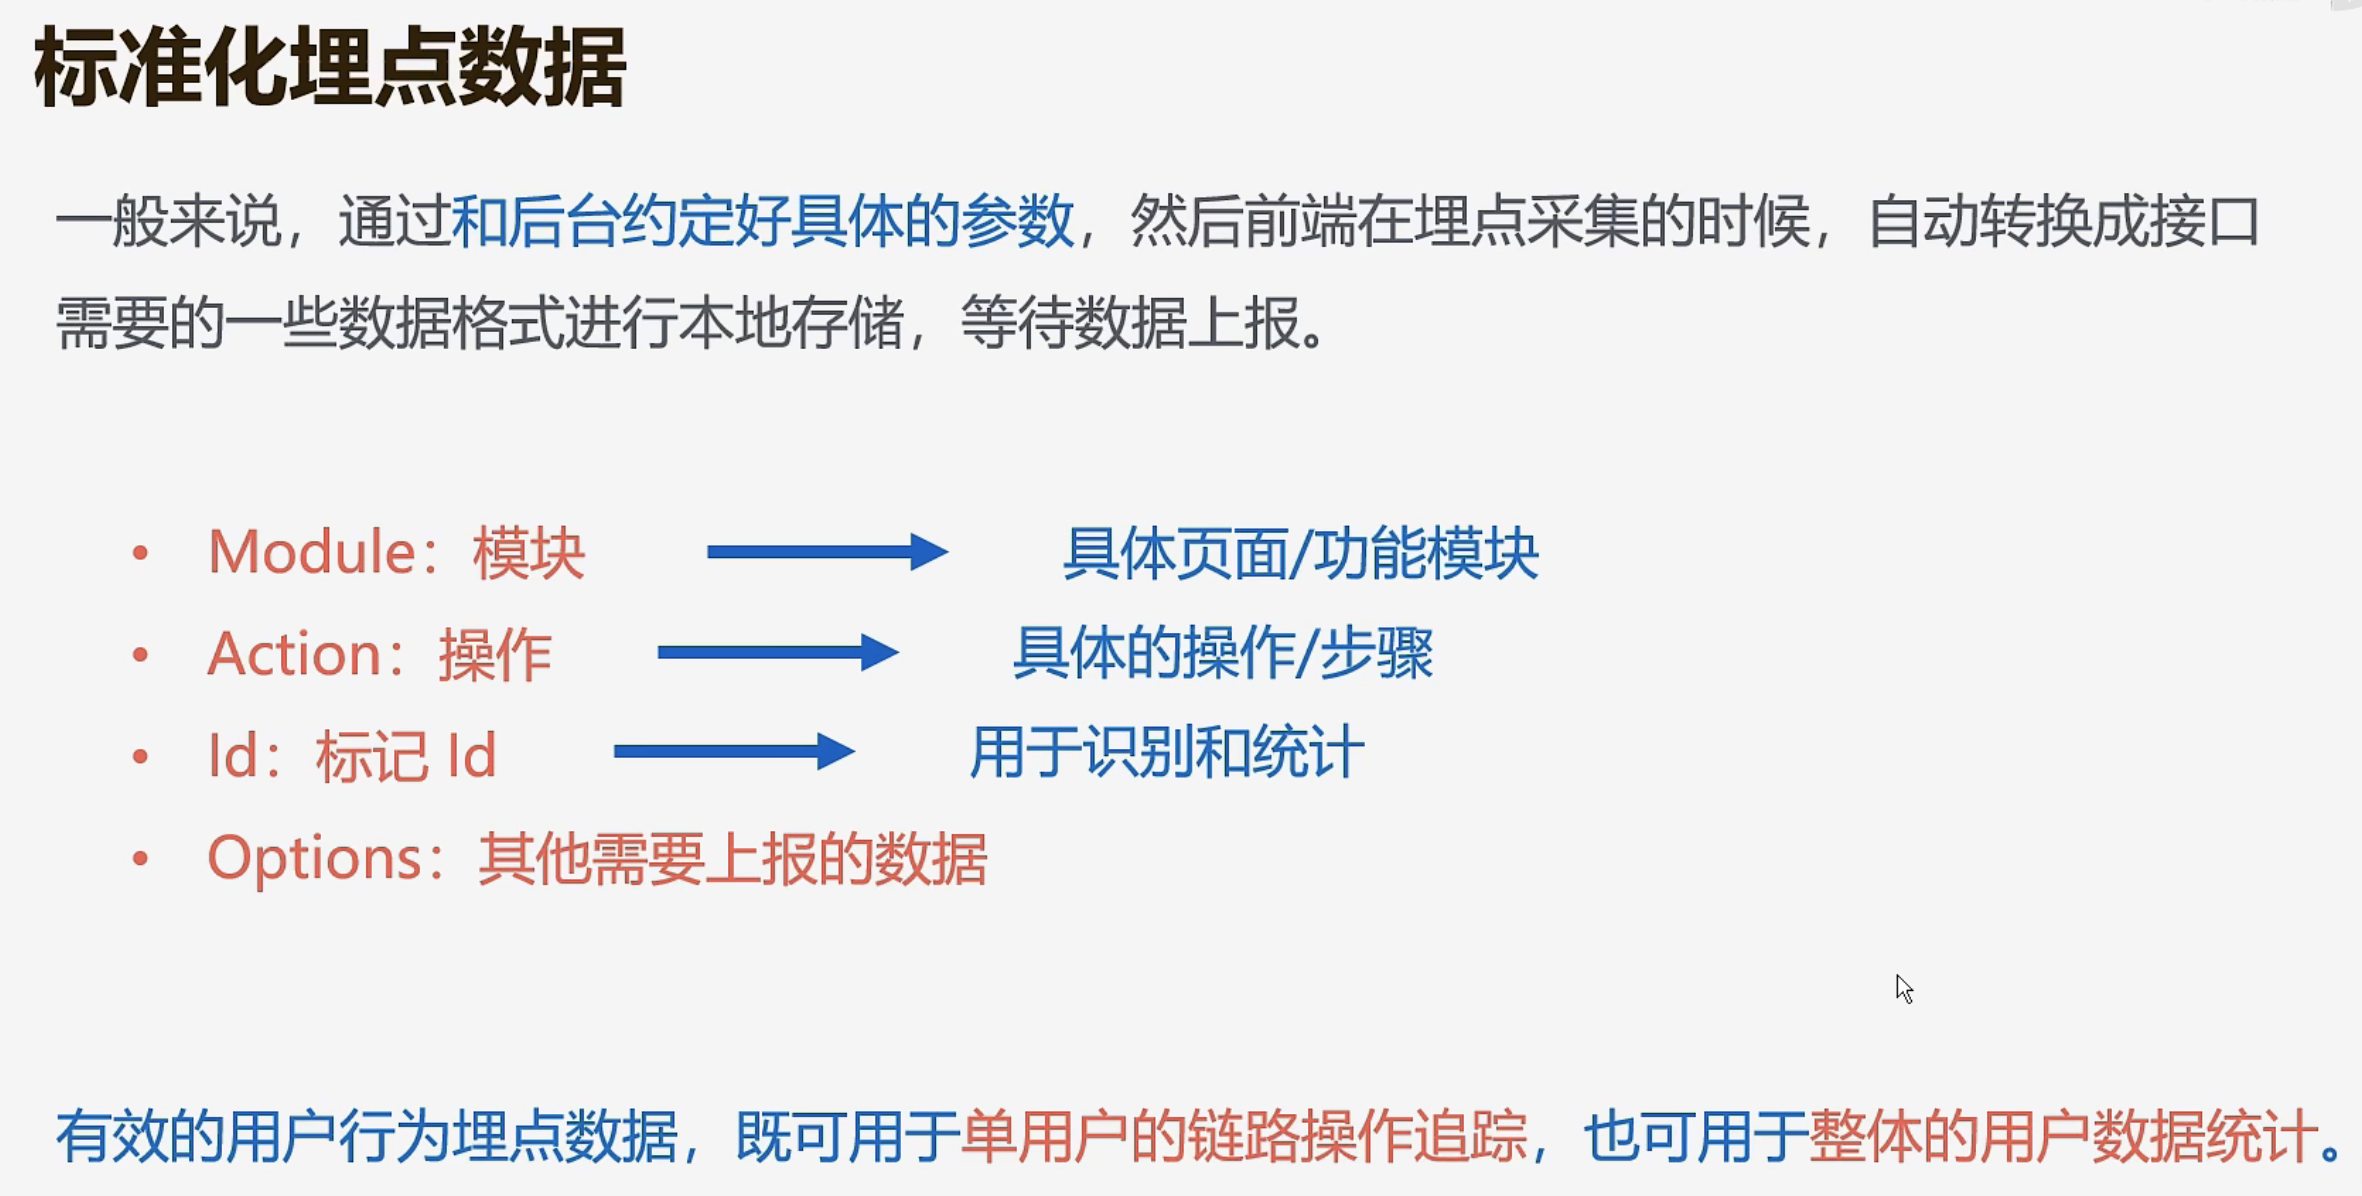 标准化埋点数据
一般来说，通过和后台约定好具体的参数，然后前端在埋点采集的时候，自动转换成接口
需要的一些数据格式进行本地存储，等待数据上报。
• Module：模块 具体页面/功能模块
• Action：操作 具体的操作/步骤
• Id：标记 Id 用于识别和统计
• Options：其他需要上报的数据
有效的用户行为埋点数据，既可用于单用户的链路操作追踪，也可用于整体的用户数据统计。